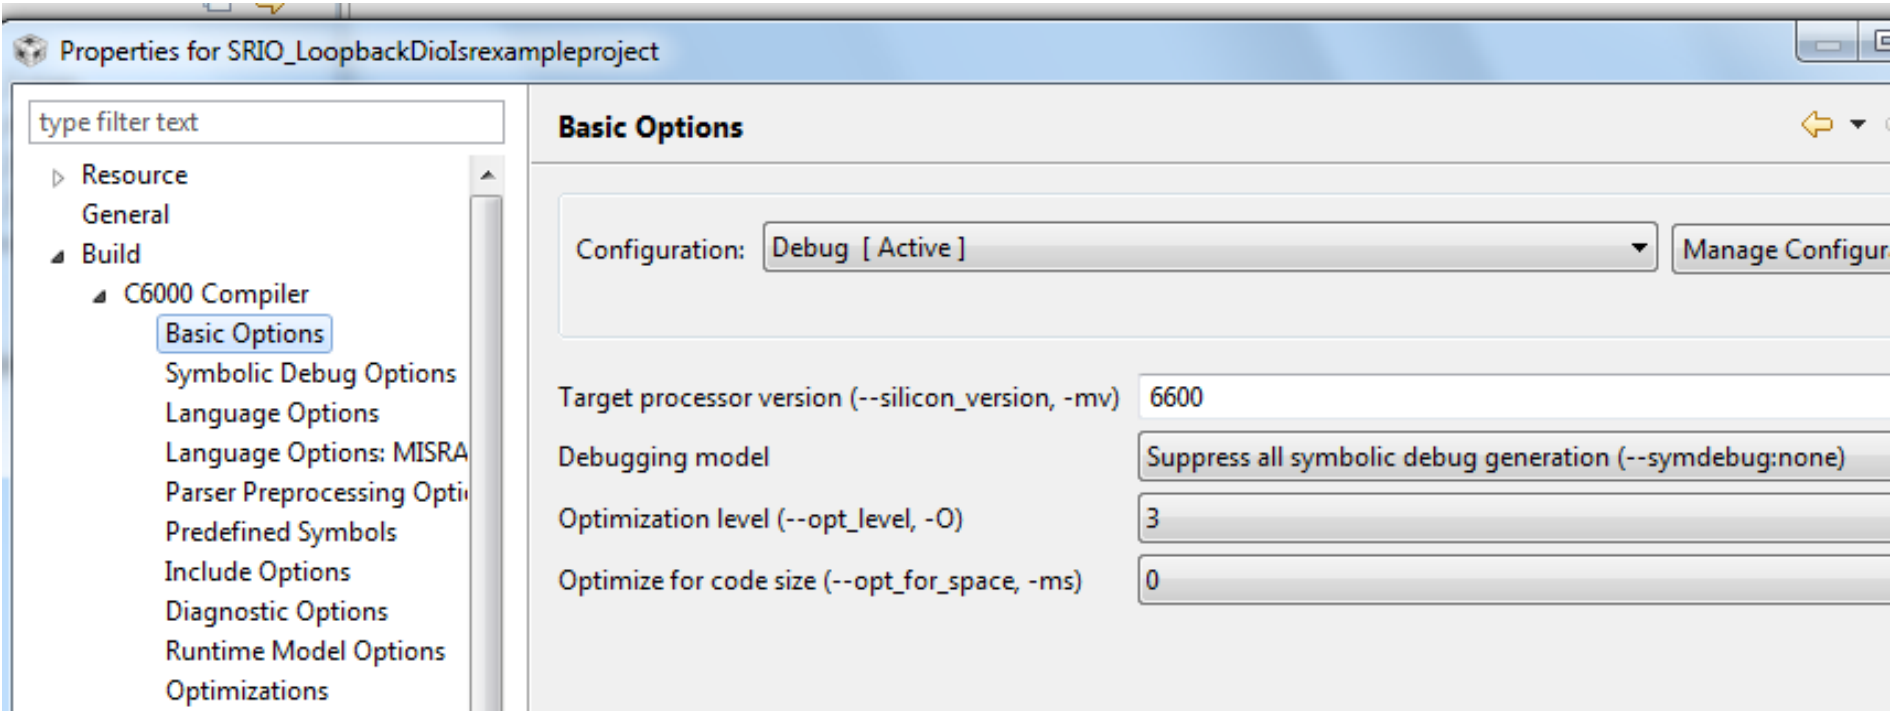 Properties for SRIO_LoopbackDioIsrexampleproject
type filter text
Resource
General
Build
C6000 Compiler
Basic Options
Symbolic Debug Options
Language Options
Language Options: MISRA
Parser Preprocessing Opti
Predefined Symbols
Include Options
Diagnostic Options
Runtime Model Options
Optimizations
Basic Options
Configuration: Debug [ Active ] Manage Configur
Target processor version (--silicon_version, -mv) 6600
Debugging model Suppress all symbolic debug generation (--symdebug:none)
Optimization level (--opt_level, -O) 3
Optimize for code size (--opt_for_space, -ms) 0